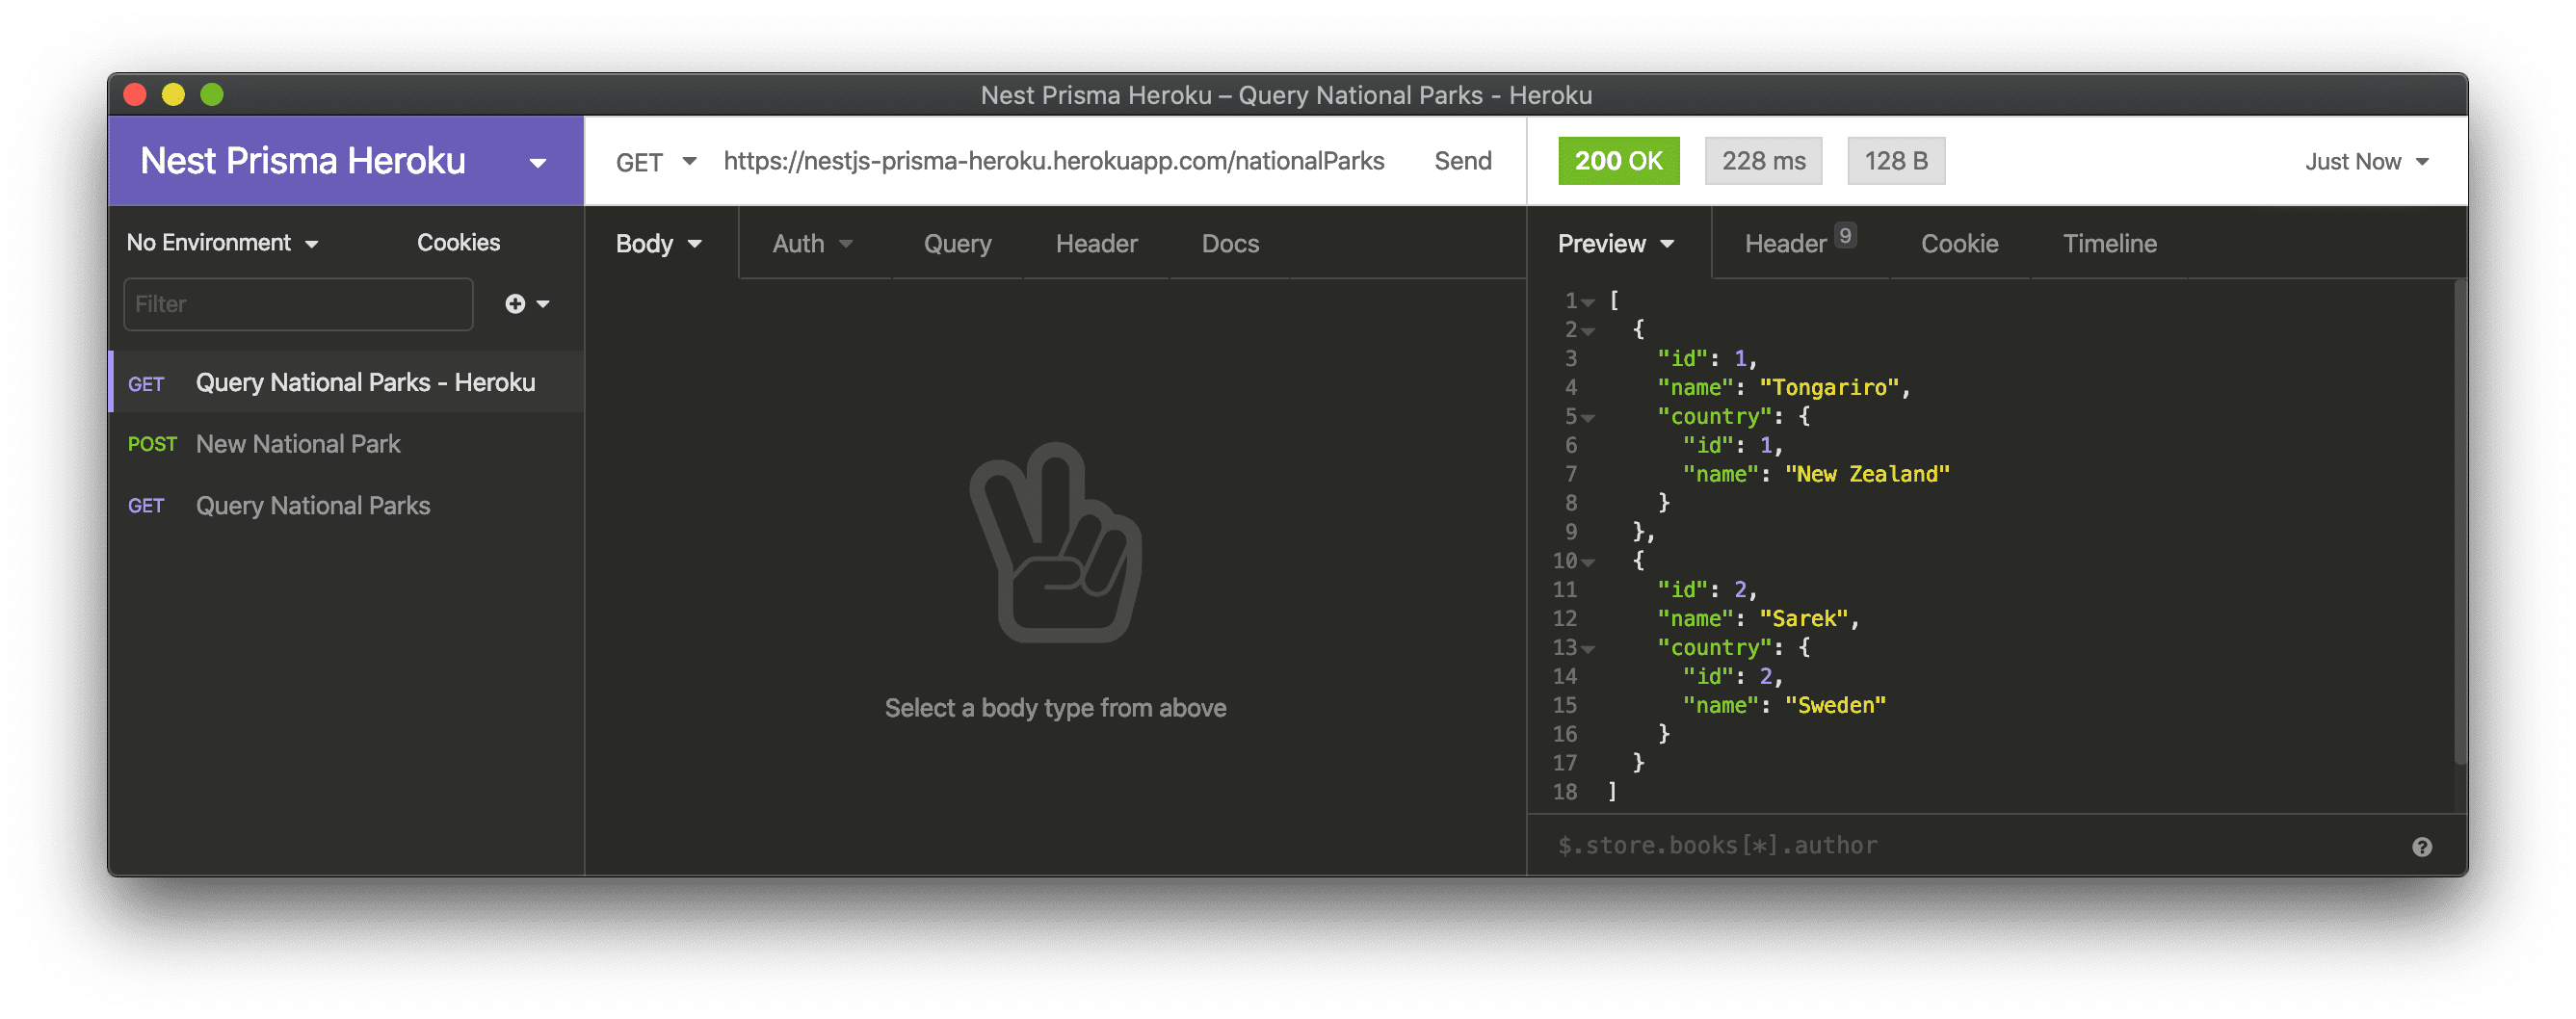 Nest Prisma Heroku – Query National Parks - Heroku
Nest Prisma Heroku
GET https://nestjs-prisma-heroku.herokuapp.com/nationalParks Send
200 OK 228 ms 128 B Just Now
No Environment Cookies
Filter
GET Query National Parks - Heroku
POST New National Park
GET Query National Parks
Body Auth Query Header Docs
Select a body type from above
Preview Header 9 Cookie Timeline
1 [
2 {
3 "id": 1,
4 "name": "Tongariro",
5 "country": {
6 "id": 1,
7 "name": "New Zealand"
8 }
9 },
10 {
11 "id": 2,
12 "name": "Sarek",
13 "country": {
14 "id": 2,
15 "name": "Sweden"
16 }
17 }
18 ]
$.store.books[*].author ?